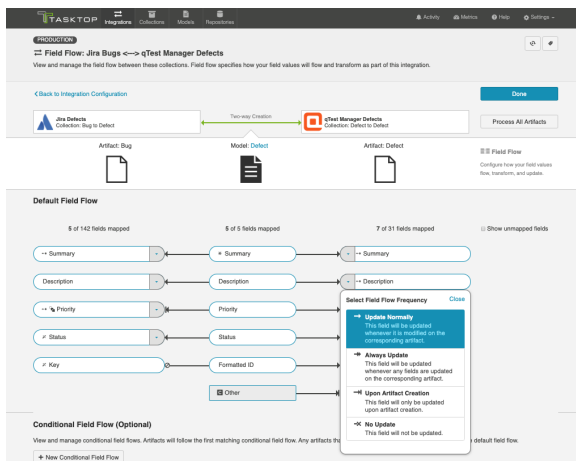 TASKTOP
Integrations
Collections
Models
Repositories
Activity
Metrics
Help
Settings
PRODUCTION
Field Flow: Jira Bugs <—> qTest Manager Defects
View and manage the field flow between these collections. Field flow specifies how your field values will flow and transform as part of this integration.
Back to Integration Configuration
Done
Jira Defects
Collection: Bug to Defect
Two-way Creation
qTest Manager Defects
Collection: Defect to Defect
Process All Artifacts
Artifact: Bug
Model: Defect
Artifact: Defect
Field Flow
Configure how your field values
flow, transform, and update.
Default Field Flow
5 of 142 fields mapped
5 of 5 fields mapped
7 of 31 fields mapped
Show unmapped fields
Summary
Summary
Summary
Description
Description
Description
Priority
Priority
Status
Status
Key
Formatted ID
Other
Select Field Flow Frequency
Close
Update Normally
This field will be updated
whenever it is modified on the
corresponding artifact.
Always Update
This field will be updated
whenever any fields are updated
on the corresponding artifact.
Upon Artifact Creation
This field will only be updated
upon artifact creation.
No Update
This field will not be updated.
Conditional Field Flow (Optional)
View and manage conditional field flows. Artifacts will follow the first matching conditional field flow. Any artifacts tha
default field flow.
+ New Conditional Field Flow